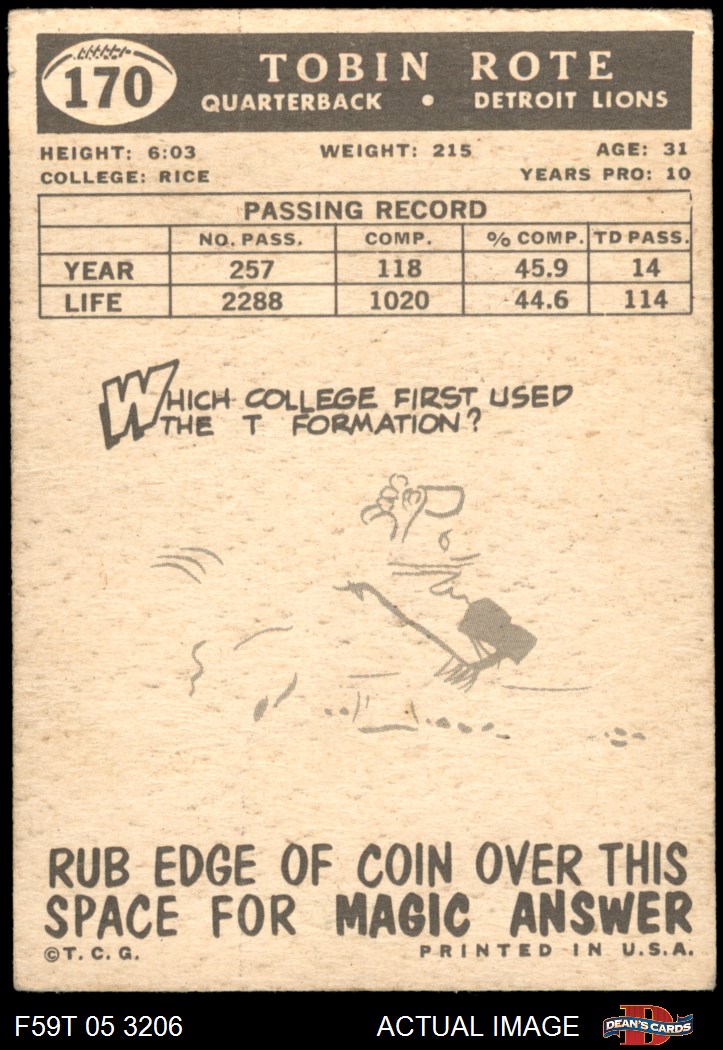 170
TOBIN ROTE
QUARTERBACK • DETROIT LIONS
HEIGHT: 6:03 WEIGHT: 215 AGE: 31
COLLEGE: RICE YEARS PRO: 10
PASSING RECORD
NO. PASS. COMP. % COMP. TD PASS.
YEAR 257 118 45.9 14
LIFE 2288 1020 44.6 114
WHICH COLLEGE FIRST USED
THE T FORMATION?
RUB EDGE OF COIN OVER THIS
SPACE FOR MAGIC ANSWER
©T. C. G. PRINTED IN U.S.A.
F59T 05 3206 ACTUAL IMAGE D DEAN'S CARDS